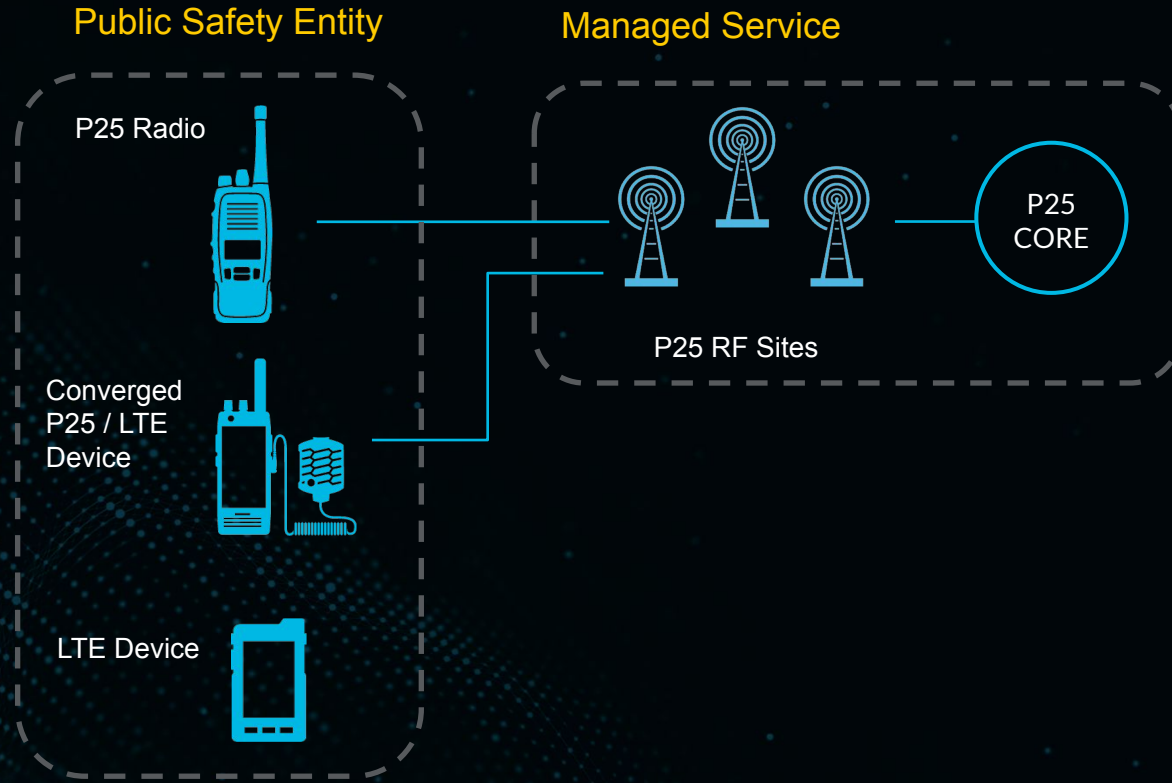 Public Safety Entity
Managed Service
P25 Radio
P25
CORE
P25 RF Sites
Converged
P25 / LTE
Device
LTE Device